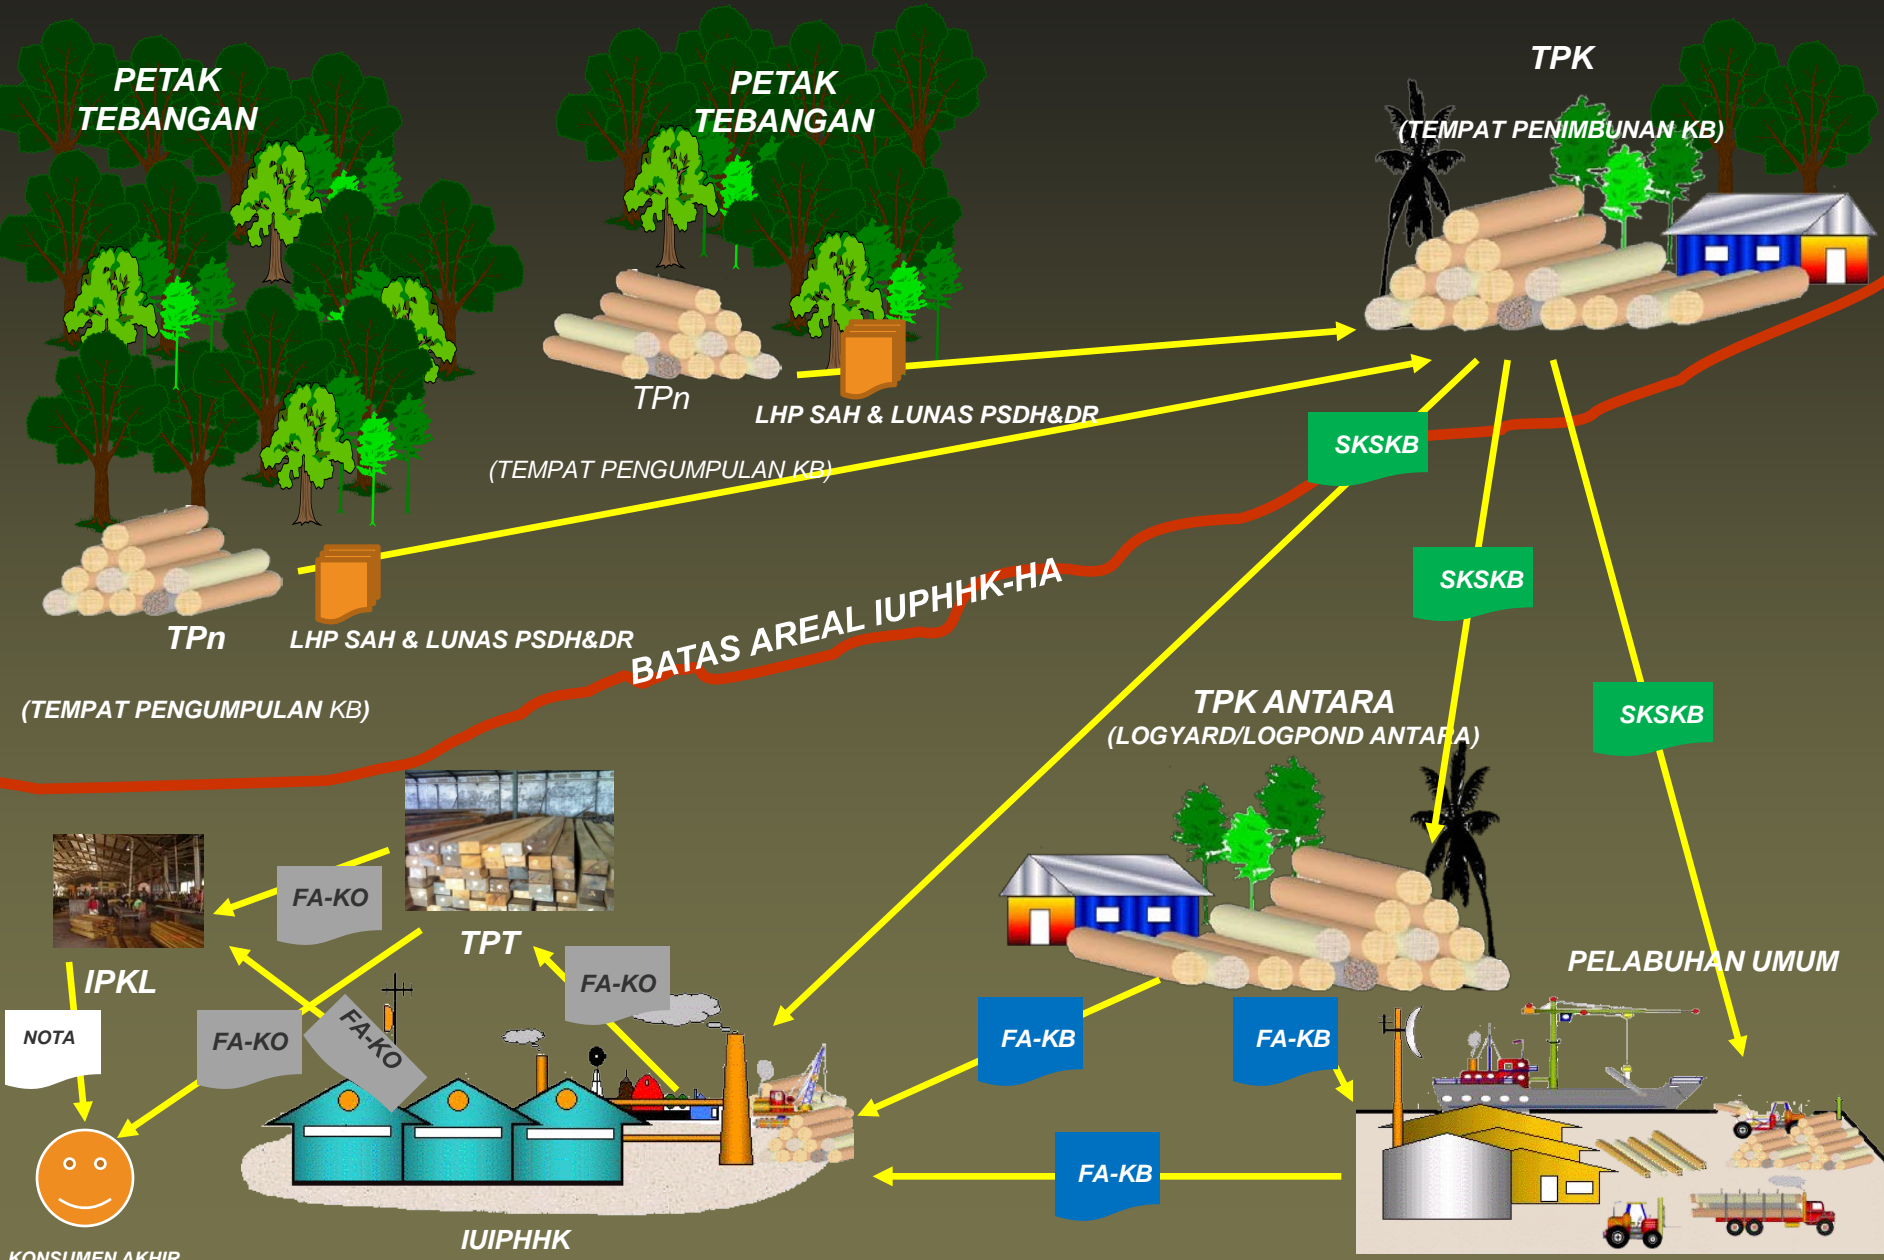 PETAK
TEBANGAN
PETAK
TEBANGAN
TPK
(TEMPAT PENIMBUNAN KB)
TPn
LHP SAH & LUNAS PSDH&DR
(TEMPAT PENGUMPULAN KB)
SKSKB
SKSKB
SKSKB
TPn
LHP SAH & LUNAS PSDH&DR
(TEMPAT PENGUMPULAN KB)
BATAS AREAL IUPHHK-HA
TPK ANTARA
(LOGYARD/LOGPOND ANTARA)
FA-KO
TPT
IPKL
FA-KO
PELABUHAN UMUM
NOTA
FA-KO
FA-KO
FA-KB
FA-KB
FA-KB
IUIPHHK
KONSUMEN AKHIR